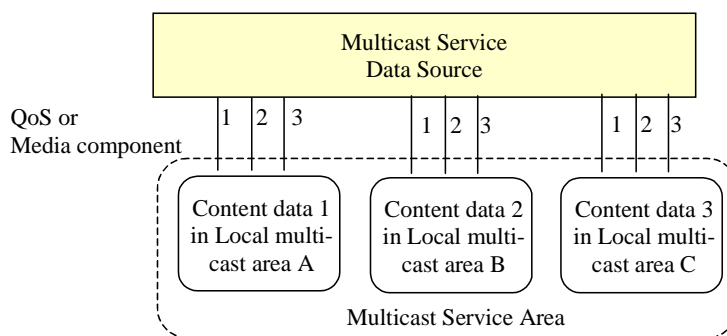 Multicast Service
Data Source
QoS or
Media component
1 2 3
1 2 3
1 2 3
Content data 1
in Local multi-
cast area A
Content data 2
in Local multi-
cast area B
Content data 3
in Local multi-
cast area C
Multicast Service Area